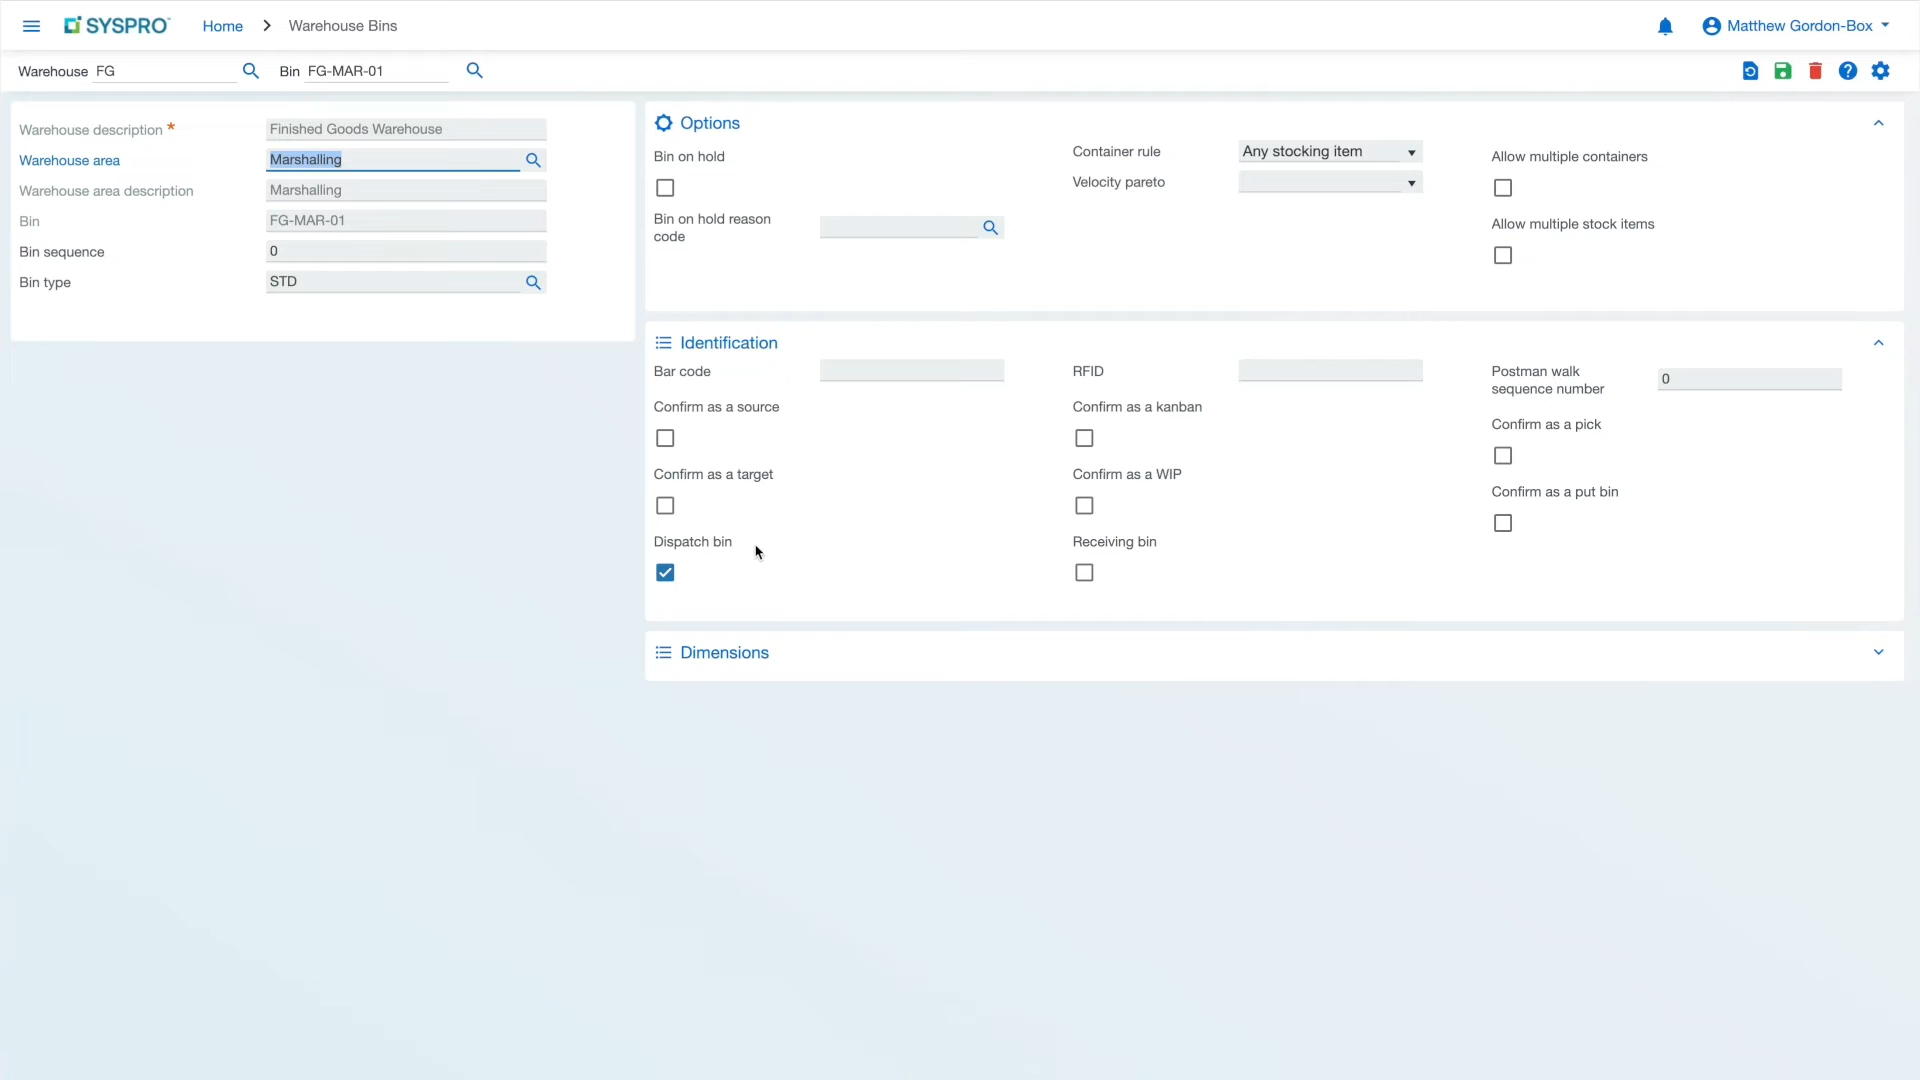 SYSPRO
Home > Warehouse Bins
Matthew Gordon-Box
Warehouse FG
Bin FG-MAR-01
Warehouse description * Finished Goods Warehouse
Warehouse area Marshalling
Warehouse area description Marshalling
Bin FG-MAR-01
Bin sequence 0
Bin type STD
Options
Bin on hold
Bin on hold reason
code
Container rule Any stocking item
Velocity pareto
Allow multiple containers
Allow multiple stock items
Identification
Bar code
Confirm as a source
Confirm as a target
Dispatch bin
RFID
Confirm as a kanban
Confirm as a WIP
Receiving bin
Postman walk
sequence number 0
Confirm as a pick
Confirm as a put bin
Dimensions